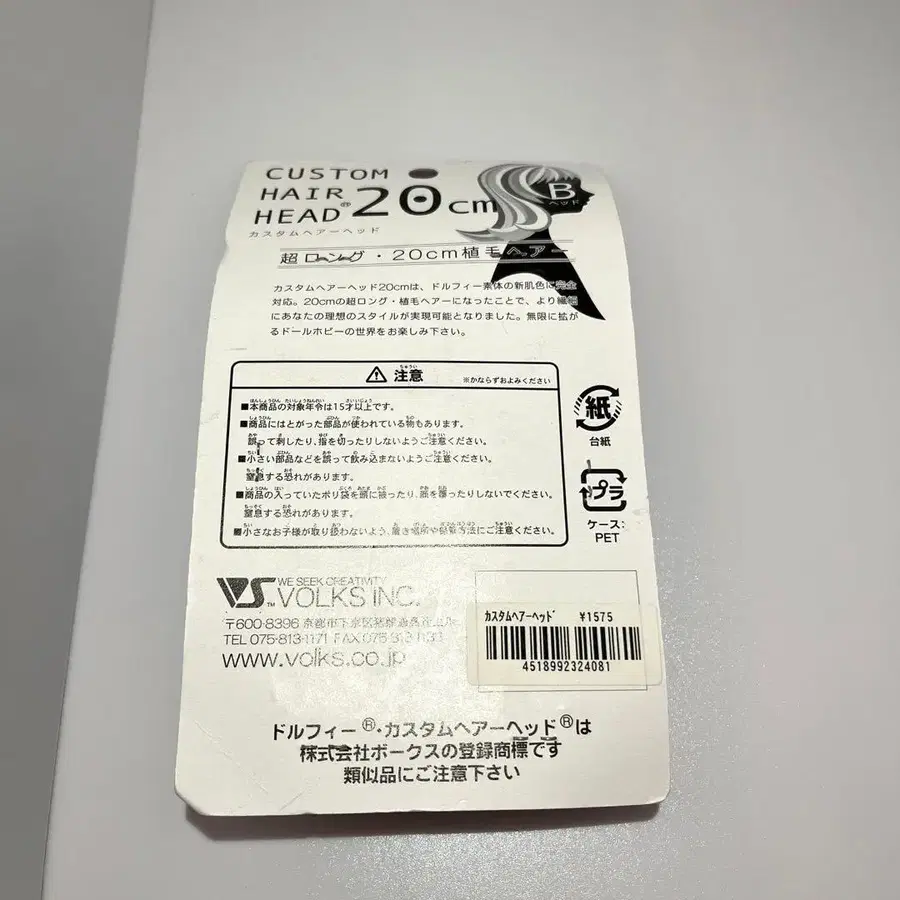 CUSTOM
HAIR
HEAD® 20cm
カスタムヘアーヘッド
B
ヘッド
超ロング・20cm植毛ヘアー
カスタムヘアーヘッド20cmは、ドルフィー素体の新肌色に完全
対応。20cmの超ロング・植毛ヘアーになったことで、より繊細
にあなたの理想のスタイルが実現可能となりました。無限に拡が
るドールホビーの世界をお楽しみ下さい。
注意 ※かならずおよみください
■本商品の対象年令は15才以上です。
■商品にはとがった部品が使われている物もあります。
誤って刺したり、指を切ったりしないようご注意ください。
■小さい部品などを誤って飲み込まないようご注意ください。
窒息する恐れがあります。
■商品の入っていたポリ袋を頭に被ったり、顔を覆ったりしないでください。
窒息する恐れがあります。
■小さなお子様が取り扱わないよう、置き場所や保管方法にご注意ください。
紙
台紙
プラ
ケース:
PET
VS™ WE SEEK CREATIVITY
VOLKS INC.
〒600-8396 京都市下京区
TEL 075-813-1171 FAX 075-813-1133
www.volks.co.jp
カスタムヘアーヘッド ¥1575
4518992324081
ドルフィー®・カスタムヘアーヘッド®は
株式会社ボークスの登録商標です
類似品にご注意下さい